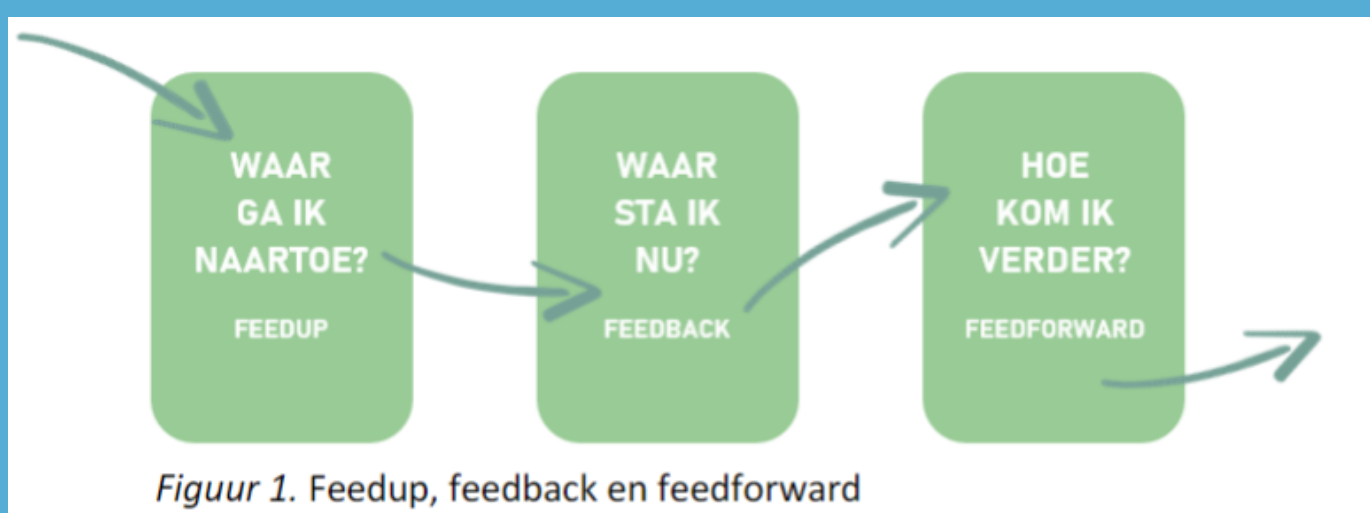 WAAR
GA IK
NAARTOE?
FEEDUP
WAAR
STA IK
NU?
FEEDBACK
HOE
KOM IK
VERDER?
FEEDFORWARD
Figuur 1. Feedup, feedback en feedforward